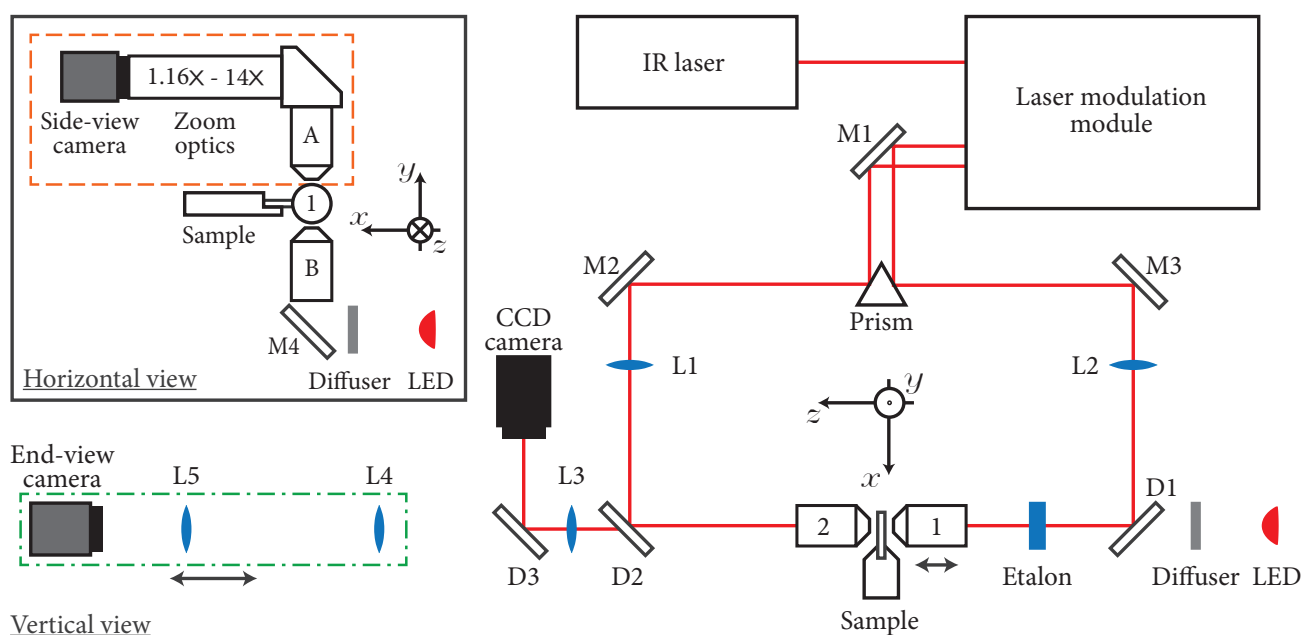 1.16X - 14X
Side-view
camera
Zoom
optics
A
1
Sample
B
y
x
z
M4
Diffuser
LED
Horizontal view
IR laser
Laser modulation
module
M1
M2
M3
Prism
CCD
camera
L1
L2
y
z
x
L3
D1
2
1
D3
D2
Sample
Etalon
Diffuser
LED
End-view
camera
L5
L4
Vertical view